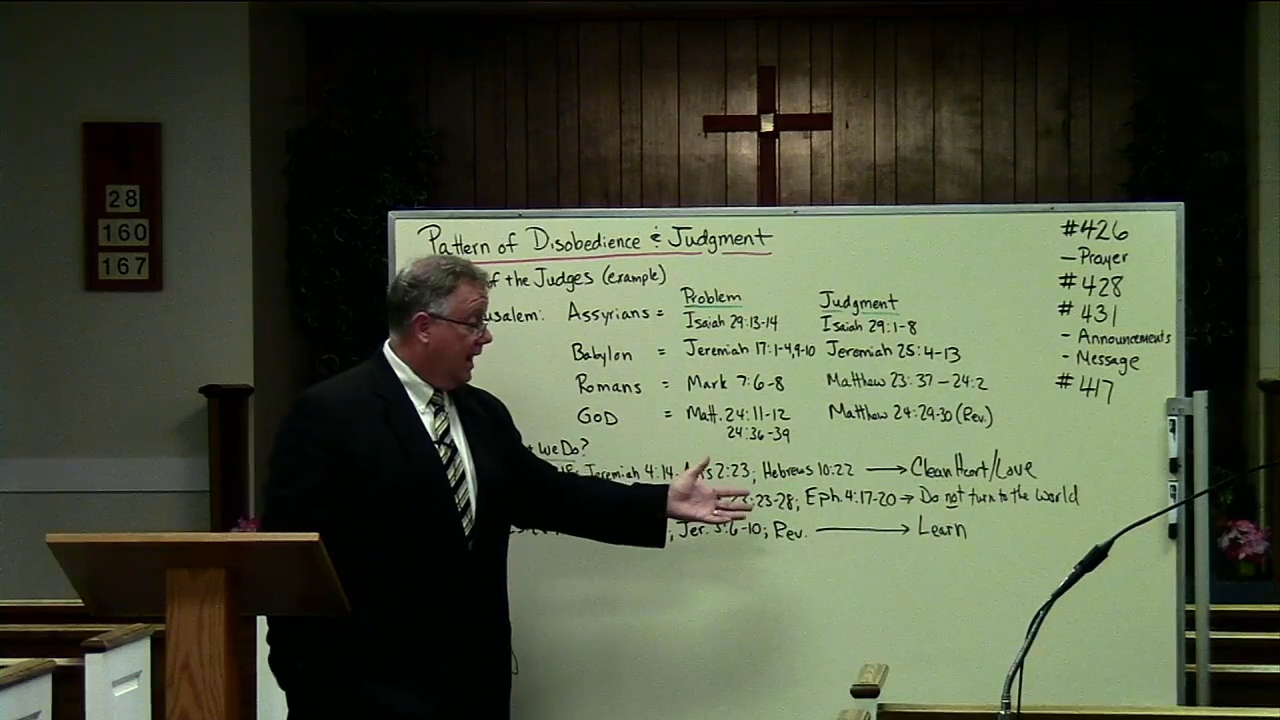 28
160
167
Pattern of Disobedience & Judgment
of the Judges (example)
Problem Judgment
usalem: Assyrians = Isaiah 29:13-14 Isaiah 29:1-8
Babylon = Jeremiah 17:1-4,9-10 Jeremiah 25:4-13
Romans = Mark 7:6-8 Matthew 23:37-24:2
GOD = Matt. 24:11-12 Matthew 24:29-30 (Rev.)
24:36-39
We Do?
Jeremiah 4:14 2:23; Hebrews 10:22 → Clean Heart/Love
:23-28; Eph. 4:17-20 → Do not turn to the World
; Jer. 3:6-10; Rev. → Learn
#426
- Prayer
#428
#431
- Announcements
- Message
#417